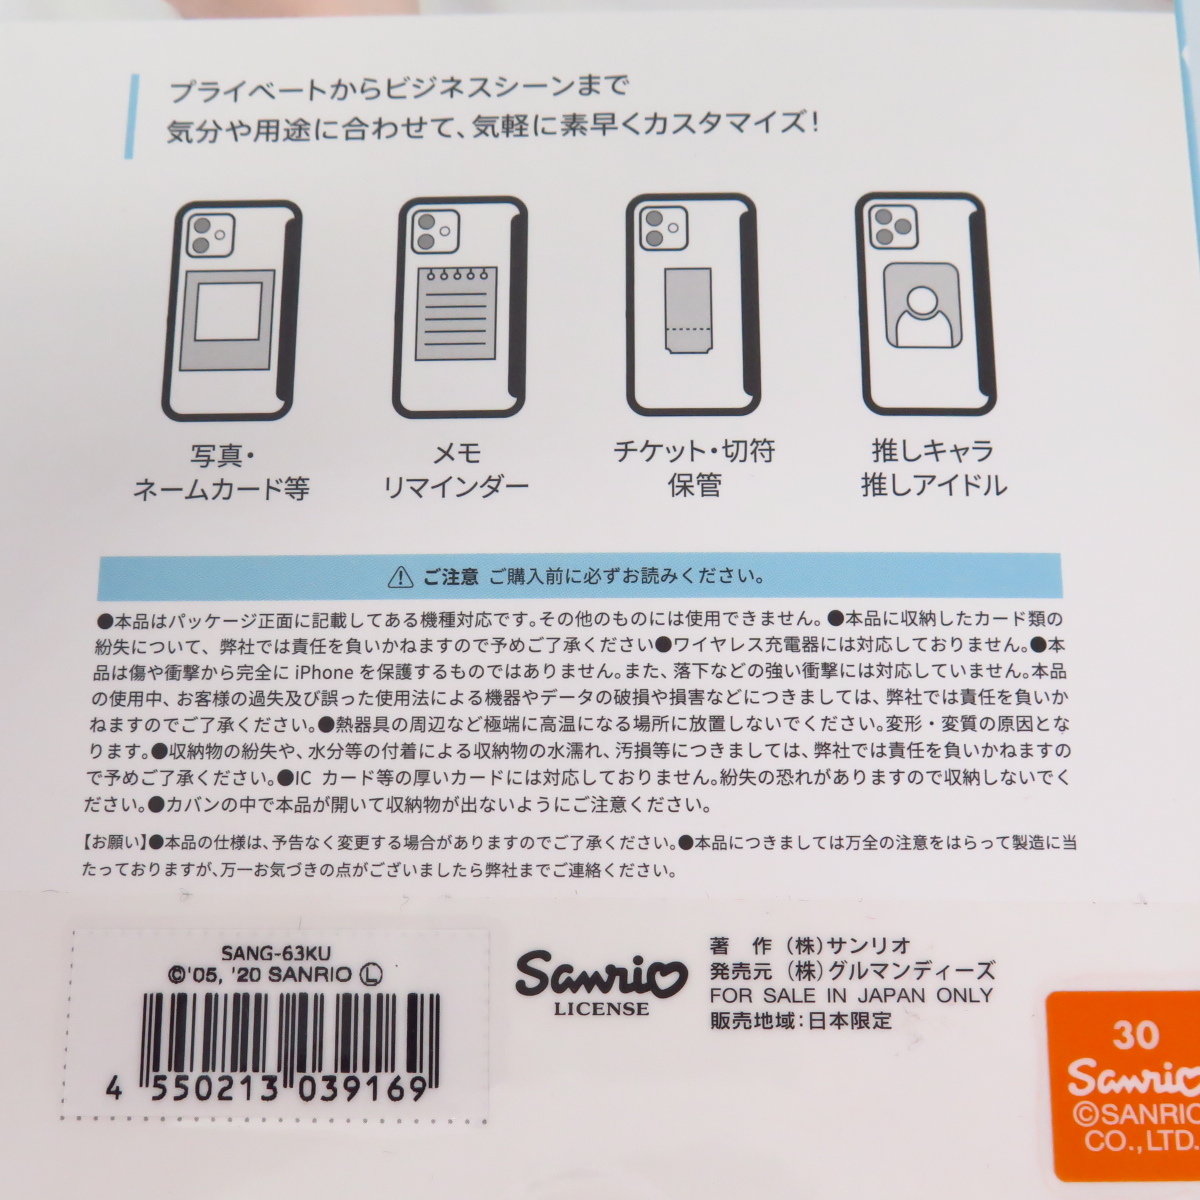 プライベートからビジネスシーンまで
気分や用途に合わせて、気軽に素早くカスタマイズ！
写真・
ネームカード等
メモ
リマインダー
チケット・切符
保管
推しキャラ
推しアイドル
ご注意 ご購入前に必ずお読みください。
●本品はパッケージ正面に記載してある機種対応です。その他のものには使用できません。●本品に収納したカード類の
紛失について、弊社では責任を負いかねますので予めご了承ください●ワイヤレス充電器には対応しておりません。●本
品は傷や衝撃から完全に iPhone を保護するものではありません。また、落下などの強い衝撃には対応していません。本品
の使用中、お客様の過失及び誤った使用法による機器やデータの破損や損害などにつきましては、弊社では責任を負いか
ねますのでご了承ください。●熱器具の周辺など極端に高温になる場所に放置しないでください。変形・変質の原因とな
ります。●収納物の紛失や、水分等の付着による収納物の水濡れ、汚損等につきましては、弊社では責任を負いかねますの
で予めご了承ください。●IC カード等の厚いカードには対応しておりません。紛失の恐れがありますので収納しないでく
ださい。●カバンの中で本品が開いて収納物が出ないようにご注意ください。
【お願い】●本品の仕様は、予告なく変更する場合がありますのでご了承ください。●本品につきましては万全の注意をはらって製造に当
たっておりますが、万一お気づきの点がございましたら弊社までご連絡ください。
SANG-63KU
©'05, '20 SANRIO Ⓛ
4 550213 039169
Sanrio
LICENSE
著 作 （株）サンリオ
発売元 （株）グルマンディーズ
FOR SALE IN JAPAN ONLY
販売地域：日本限定
30
Sanrio
©SANRIO
CO.,LTD.